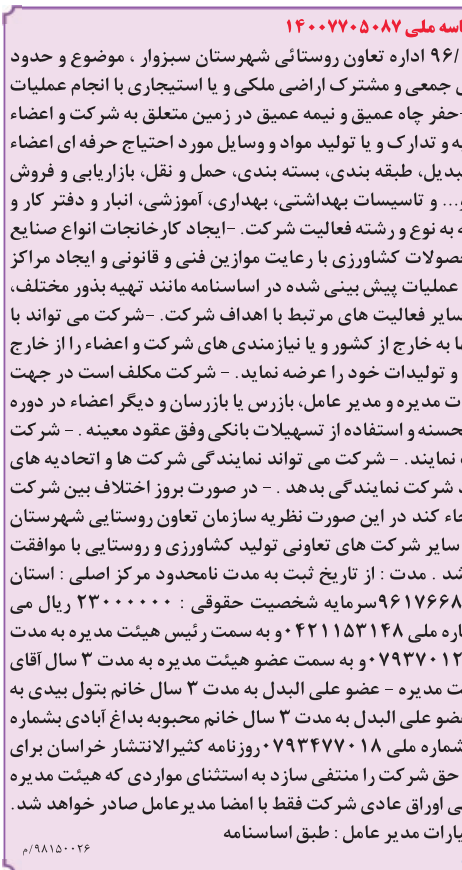 اسه ملی ۱۴۰۰۷۷۰۵۰۸۷
/۹۶ اداره تعاون روستائی شهرستان سبزوار ، موضوع و حدود
جمعی و مشترک اراضی ملکی و یا استیجاری با انجام عملیات
-حفر چاه عمیق و نیمه عمیق در زمین متعلق به شرکت و اعضاء
ه و تدارک و یا تولید مواد و وسایل مورد احتیاج حرفه ای اعضاء
بدیل، طبقه بندی، بسته بندی، حمل و نقل، بازاریابی و فروش
و... و تاسیسات بهداشتی، بهداری، آموزشی، انبار و دفتر کار و
ه به نوع و رشته فعالیت شرکت. -ایجاد کارخانجات انواع صنایع
حصولات کشاورزی با رعایت موازین فنی و قانونی و ایجاد مراکز
عملیات پیش بینی شده در اساسنامه مانند تهیه بذور مختلف،
سایر فعالیت های مرتبط با اهداف شرکت. -شرکت می تواند با
ها به خارج از کشور و یا نیازمندی های شرکت و اعضاء را از خارج
و تولیدات خود را عرضه نماید. - شرکت مکلف است در جهت
ت مدیره و مدیر عامل، بازرس یا بازرسان و دیگر اعضاء در دوره
حسنه و استفاده از تسهیلات بانکی وفق عقود معینه . - شرکت
نمایند. - شرکت می تواند نمایندگی شرکت ها و اتحادیه های
شرکت نمایندگی بدهد . - در صورت بروز اختلاف بین شرکت
جاء کند در این صورت نظریه سازمان تعاون روستایی شهرستان
سایر شرکت های تعاونی تولید کشاورزی و روستایی با موافقت
شد . مدت : از تاریخ ثبت به مدت نامحدود مرکز اصلی : استان
۹۶۱۷۶۶۸سرمایه شخصیت حقوقی : ۲۳۰۰۰۰۰۰ ریال می
اره ملی ۰۴۲۱۱۵۳۱۴۸و به سمت رئیس هیئت مدیره به مدت
۰۷۹۳۷۰۱۲و به سمت عضو هیئت مدیره به مدت ۳ سال آقای
ت مدیره - عضو علی البدل به مدت ۳ سال خانم بتول بیدی به
عضو علی البدل به مدت ۳ سال خانم محبوبه بداغ آبادی بشماره
شماره ملی ۰۷۹۳۴۷۷۰۱۸روزنامه کثیرالانتشار خراسان برای
حق شرکت را منتفی سازد به استثنای مواردی که هیئت مدیره
ی اوراق عادی شرکت فقط با امضا مدیرعامل صادر خواهد شد.
یارات مدیر عامل : طبق اساسنامه
۹۸۱۵۰۰۲۶/م